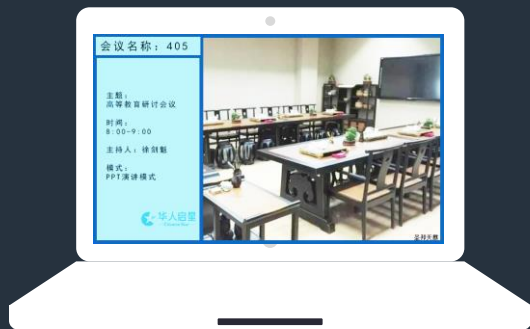 会议名称：405
主题：
高等教育研讨会议
时间：
8:00-9:00
主持人：徐剑魁
模式：
PPT演讲模式
华人启星